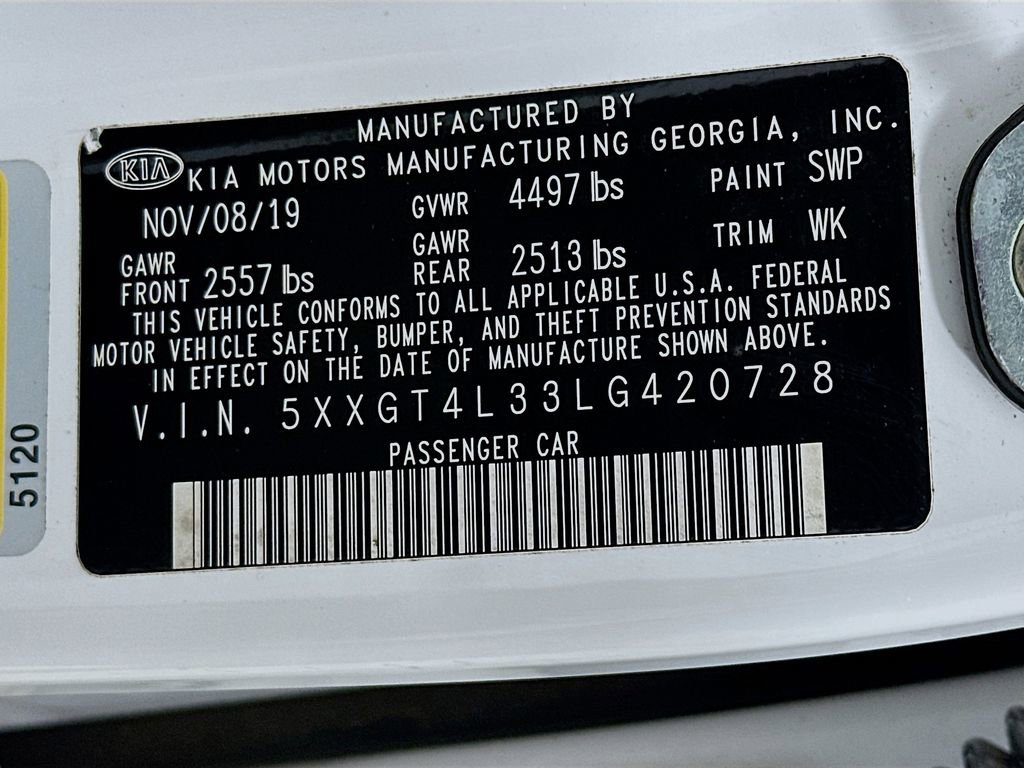 MANUFACTURED BY
KIA KIA MOTORS MANUFACTURING GEORGIA, INC.
NOV/08/19 GVWR 4497 lbs PAINT SWP
GAWR FRONT 2557 lbs GAWR REAR 2513 lbs TRIM WK
THIS VEHICLE CONFORMS TO ALL APPLICABLE U.S.A. FEDERAL
MOTOR VEHICLE SAFETY, BUMPER, AND THEFT PREVENTION STANDARDS
IN EFFECT ON THE DATE OF MANUFACTURE SHOWN ABOVE.
V.I.N. 5XXGT4L33LG420728
PASSENGER CAR
5120